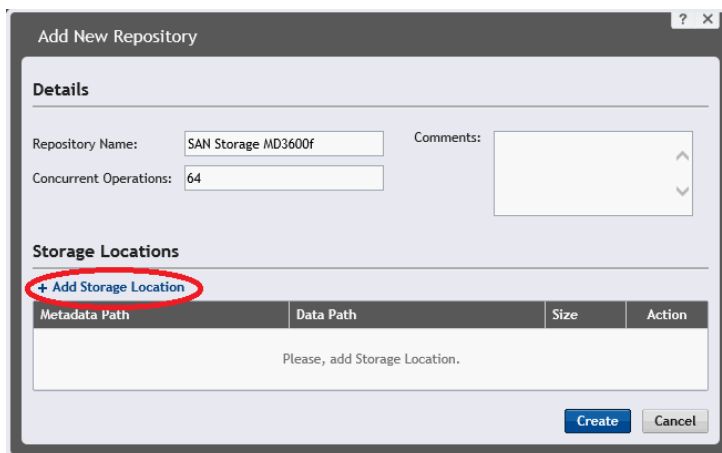 Add New Repository
? X
Details
Repository Name: SAN Storage MD3600f Comments:
Concurrent Operations: 64
Storage Locations
+ Add Storage Location
Metadata Path Data Path Size Action
Please, add Storage Location.
Create Cancel